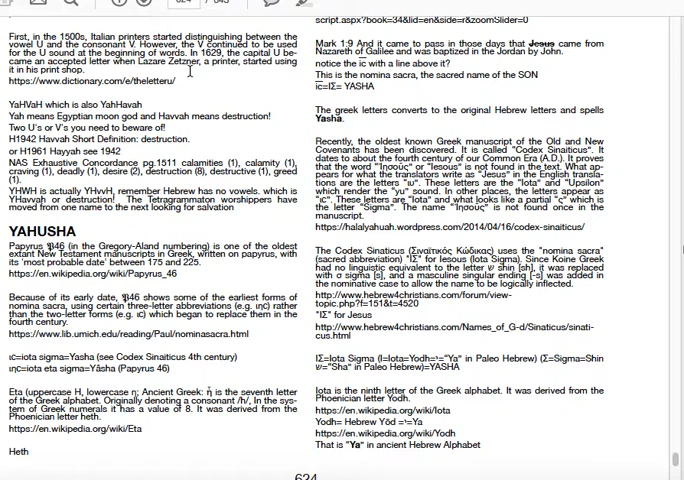 624 / 643
First, in the 1500s, Italian printers started distinguishing between the
vowel U and the consonant V. However, the V continued to be used
for the U sound at the beginning of words. In 1629, the capital U be-
came an accepted letter when Lazare Zetzner, a printer, started using
it in his print shop.
https://www.dictionary.com/e/theletteru/
YaHVaH which is also YahHavah
Yah means Egyptian moon god and Havvah means destruction!
Two U's or V's you need to beware of!
H1942 Havvah Short Definition: destruction.
or H1961 Hayyah see 1942
NAS Exhaustive Concordance pg.1511 calamities (1), calamity (1),
craving (1), deadly (1), desire (2), destruction (8), destructive (1), greed
(1).
YHWH is actually YHvvH, remember Hebrew has no vowels. which is
YHavvah or destruction! The Tetragrammaton worshippers have
moved from one name to the next looking for salvation
YAHUSHA
Papyrus 𝔓46 (in the Gregory-Aland numbering) is one of the oldest
extant New Testament manuscripts in Greek, written on papyrus, with
its 'most probable date' between 175 and 225.
https://en.wikipedia.org/wiki/Papyrus_46
Because of its early date, 𝔓46 shows some of the earliest forms of
nomina sacra, using certain three-letter abbreviations (e.g. ιης) rather
than the two-letter forms (e.g. ις) which began to replace them in the
fourth century.
https://www.lib.umich.edu/reading/Paul/nominasacra.html
ις=iota sigma=Yasha (see Codex Sinaiticus 4th century)
ιης=iota eta sigma=Yâsha (Papyrus 46)
Eta (uppercase H, lowercase η; Ancient Greek: ἦ is the seventh letter
of the Greek alphabet. Originally denoting a consonant /h/, In the sys-
tem of Greek numerals it has a value of 8. It was derived from the
Phoenician letter heth.
https://en.wikipedia.org/wiki/Eta
Heth
script.aspx?book=34&lid=en&side=r&zoomSlider=0
Mark 1:9 And it came to pass in those days that Jesus came from
Nazareth of Galilee and was baptized in the Jordan by John.
notice the ι̅c̅ with a line above it?
This is the nomina sacra, the sacred name of the SON
ι̅c̅=ΙΣ= YASHA
The greek letters converts to the original Hebrew letters and spells
Yasha.
Recently, the oldest known Greek manuscript of the Old and New
Covenants has been discovered. It is called "Codex Sinaiticus". It
dates to about the fourth century of our Common Era (A.D.). It proves
that the word "Ἰησοῦς" or "Iesous" is not found in the text. What ap-
pears for what the translators write as "Jesus" in the English transla-
tions are the letters "ιυ". These letters are the "Iota" and "Upsilon"
which render the "yu" sound. In other places, the letters appear as
"ις". These letters are "Iota" and what looks like a partial "ς" which is
the letter "Sigma". The name "Ἰησοῦς" is not found once in the
manuscript.
https://halalyahuah.wordpress.com/2014/04/16/codex-sinaiticus/
The Codex Sinaiticus (Σιναϊτικός Κώδικας) uses the "nomina sacra"
(sacred abbreviation) "ΙΣ" for Iesous (Iota Sigma). Since Koine Greek
had no linguistic equivalent to the letter ש shin [sh], it was replaced
with σ sigma [s], and a masculine singular ending [-s] was added in
the nominative case to allow the name to be logically inflected.
http://www.hebrew4christians.com/forum/view-
topic.php?f=151&t=4520
"ΙΣ" for Jesus
http://www.hebrew4christians.com/Names_of_G-d/Sinaticus/sinati-
cus.html
ΙΣ=Iota Sigma (I=Iota=Yodh=י="Ya" in Paleo Hebrew) (Σ=Sigma=Shin
ש="Sha" in Paleo Hebrew)=YASHA
Iota is the ninth letter of the Greek alphabet. It was derived from the
Phoenician letter Yodh.
https://en.wikipedia.org/wiki/Iota
Yodh= Hebrew Yōd =י=Ya
https://en.wikipedia.org/wiki/Yodh
That is "Ya" in ancient Hebrew Alphabet
624